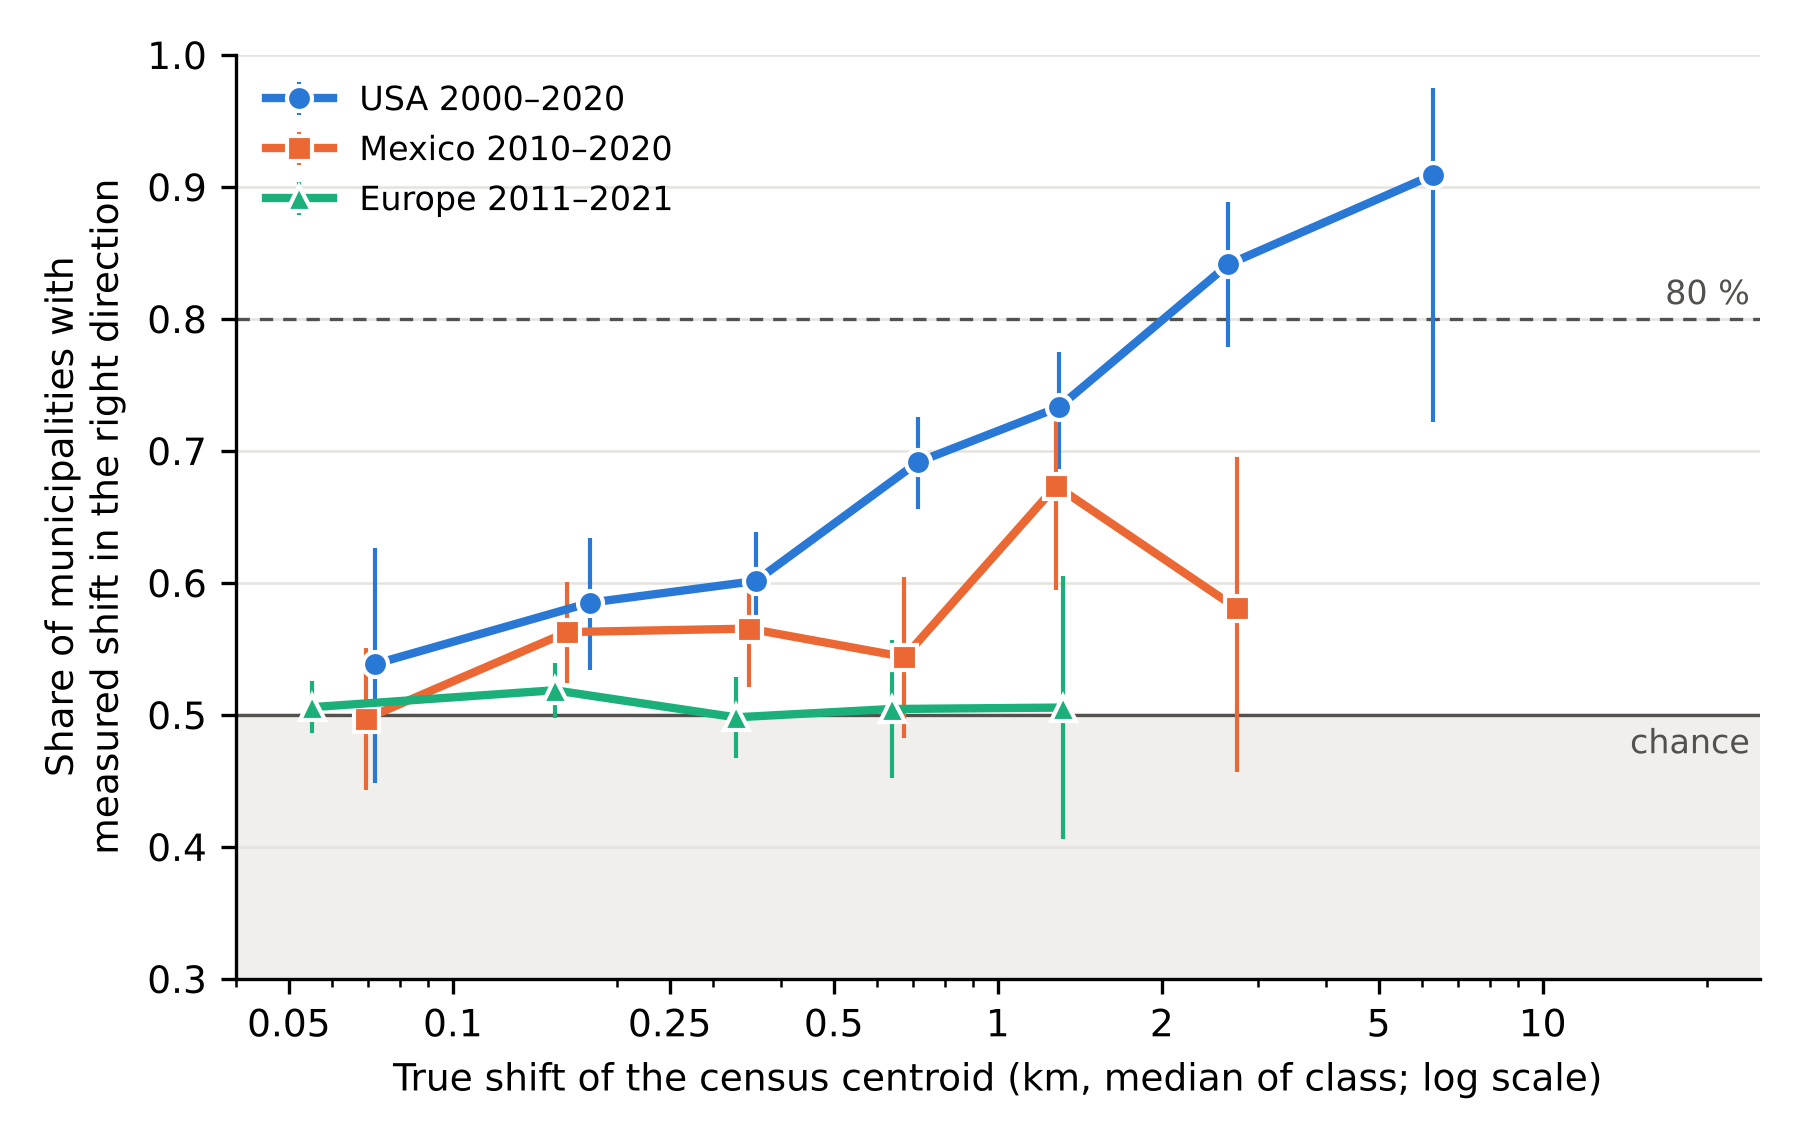 1.0
0.9
0.8
0.7
0.6
0.5
0.4
0.3
USA 2000–2020
Mexico 2010–2020
Europe 2011–2021
80 %
chance
Share of municipalities with
measured shift in the right direction
0.05
0.1
0.25
0.5
1
2
5
10
True shift of the census centroid (km, median of class; log scale)